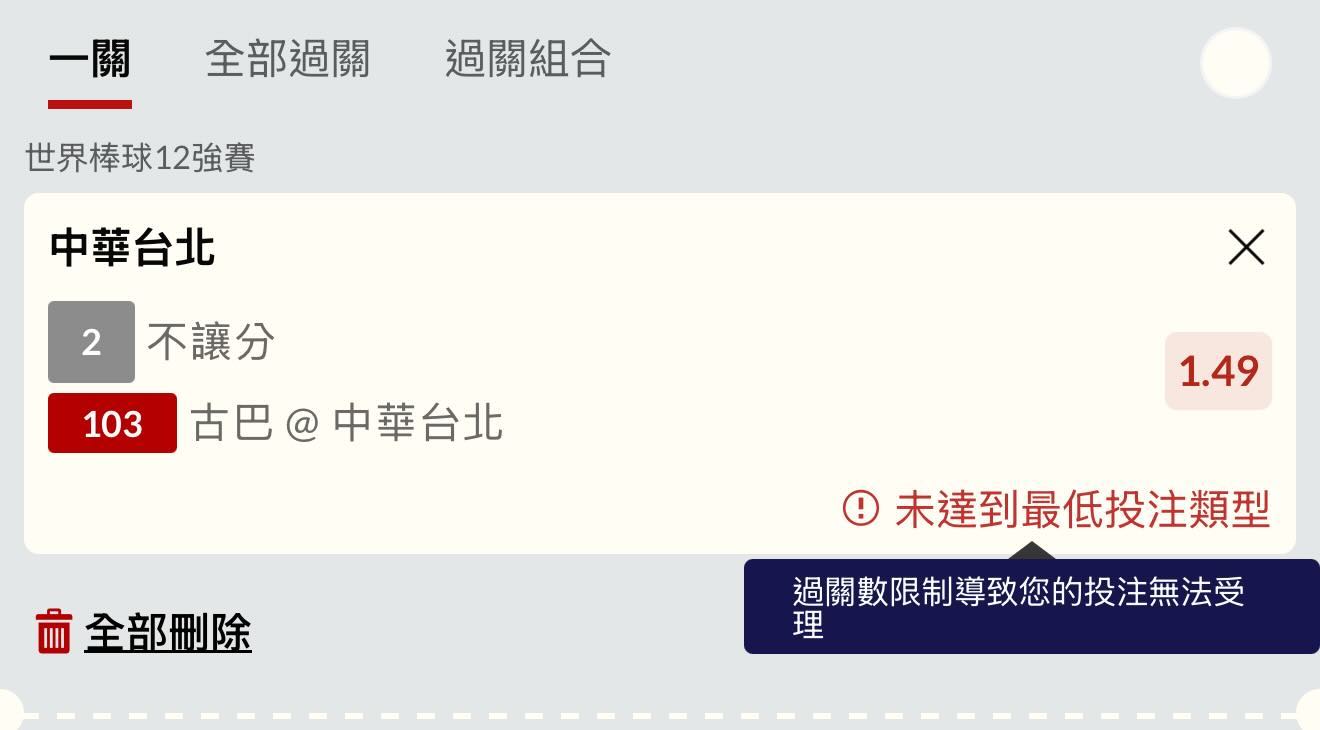 一關 全部過關 過關組合
世界棒球12強賽
中華台北
2 不讓分
1.49
103 古巴 @ 中華台北
未達到最低投注類型
過關數限制導致您的投注無法受
理
全部刪除